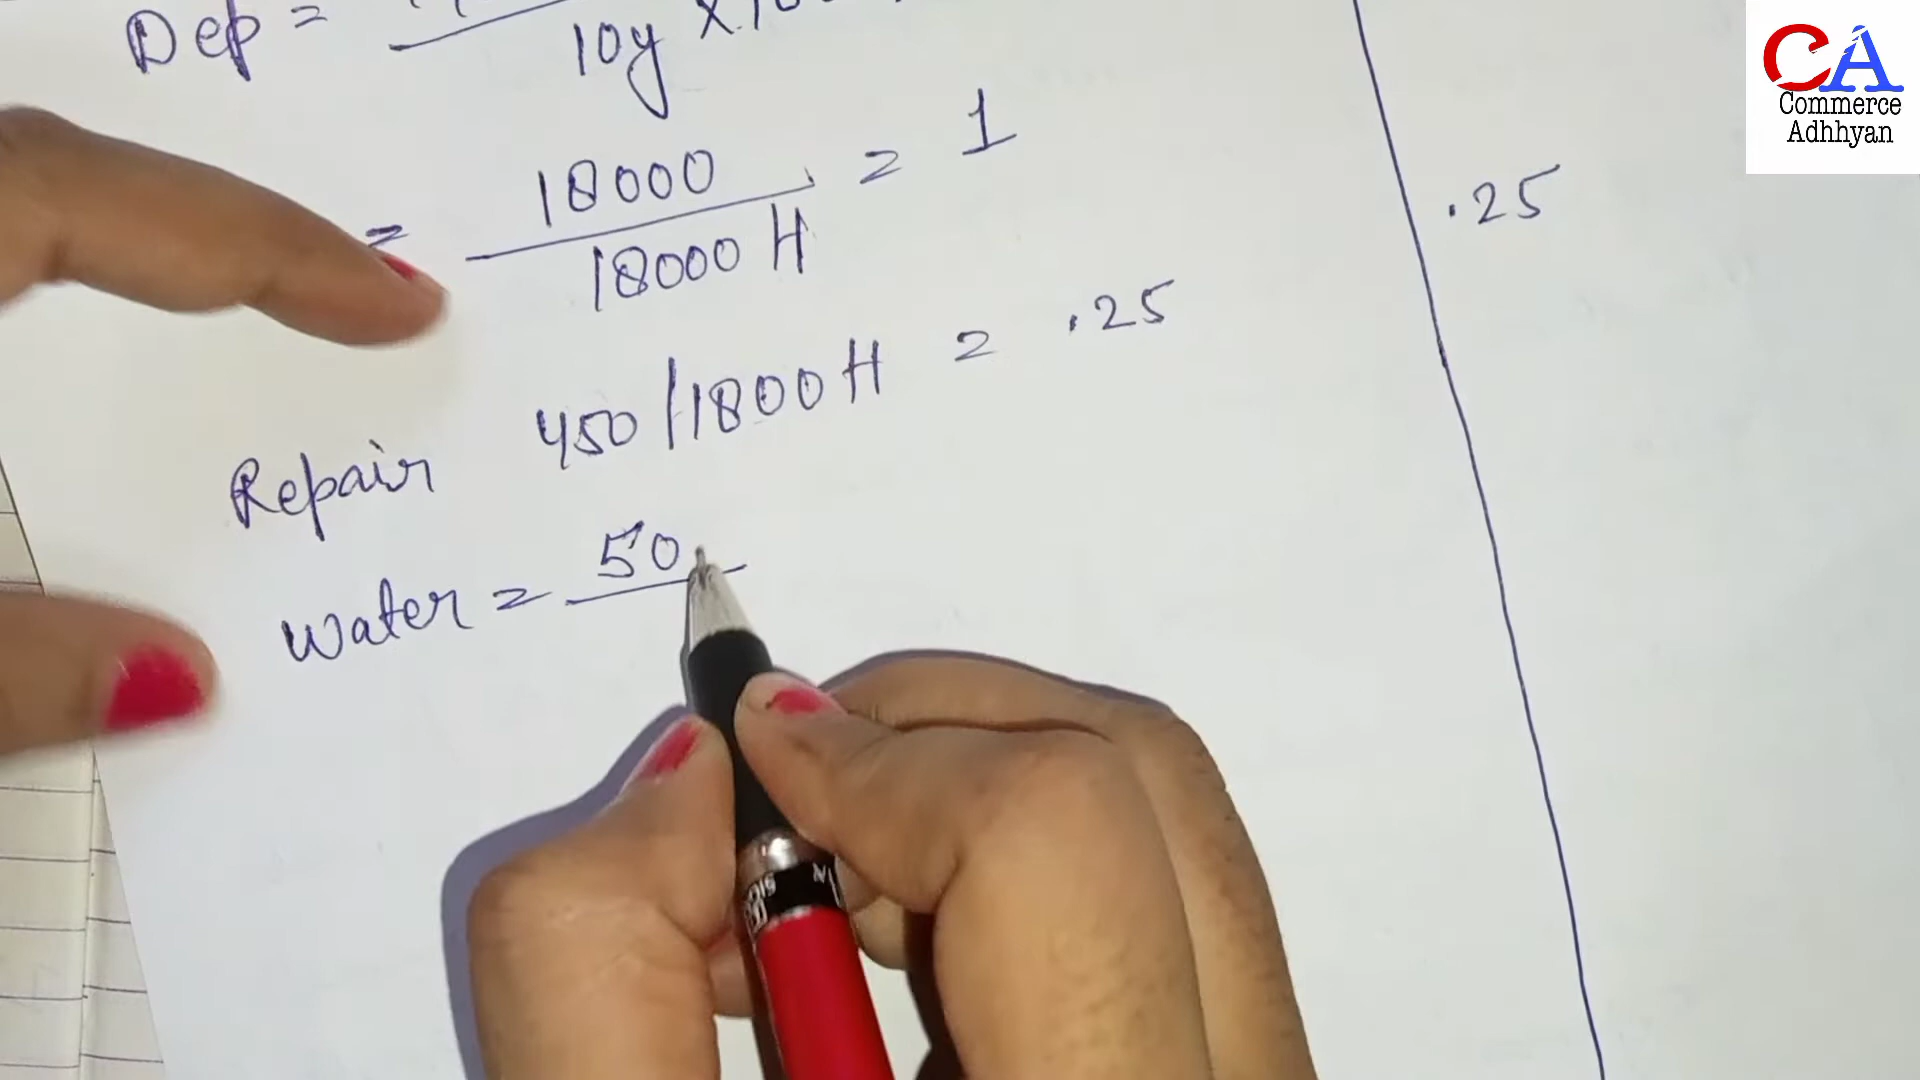 CA
Commerce
Adhhyan
Dep =
10y
18000
= ――― = 1
18000 H
.25
Repair 450/1800 H = .25
50
Water = ―――